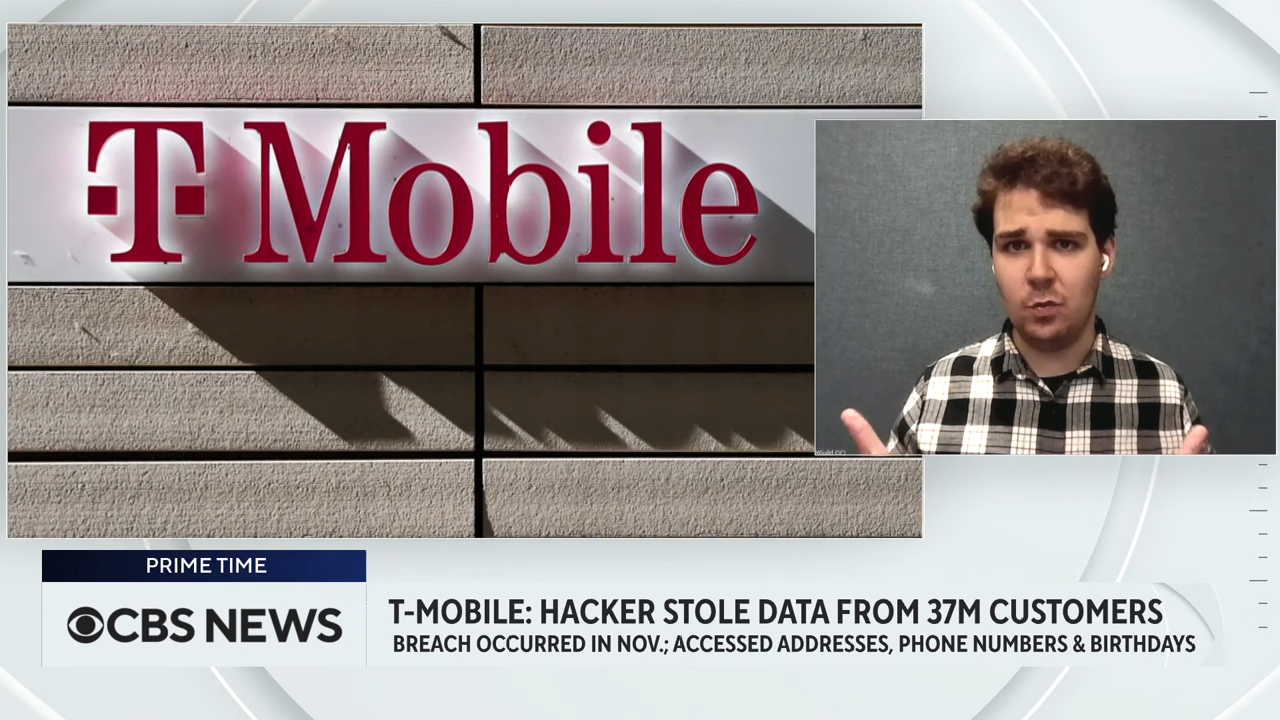 T Mobile
PRIME TIME
CBS NEWS
T-MOBILE: HACKER STOLE DATA FROM 37M CUSTOMERS
BREACH OCCURRED IN NOV.; ACCESSED ADDRESSES, PHONE NUMBERS & BIRTHDAYS